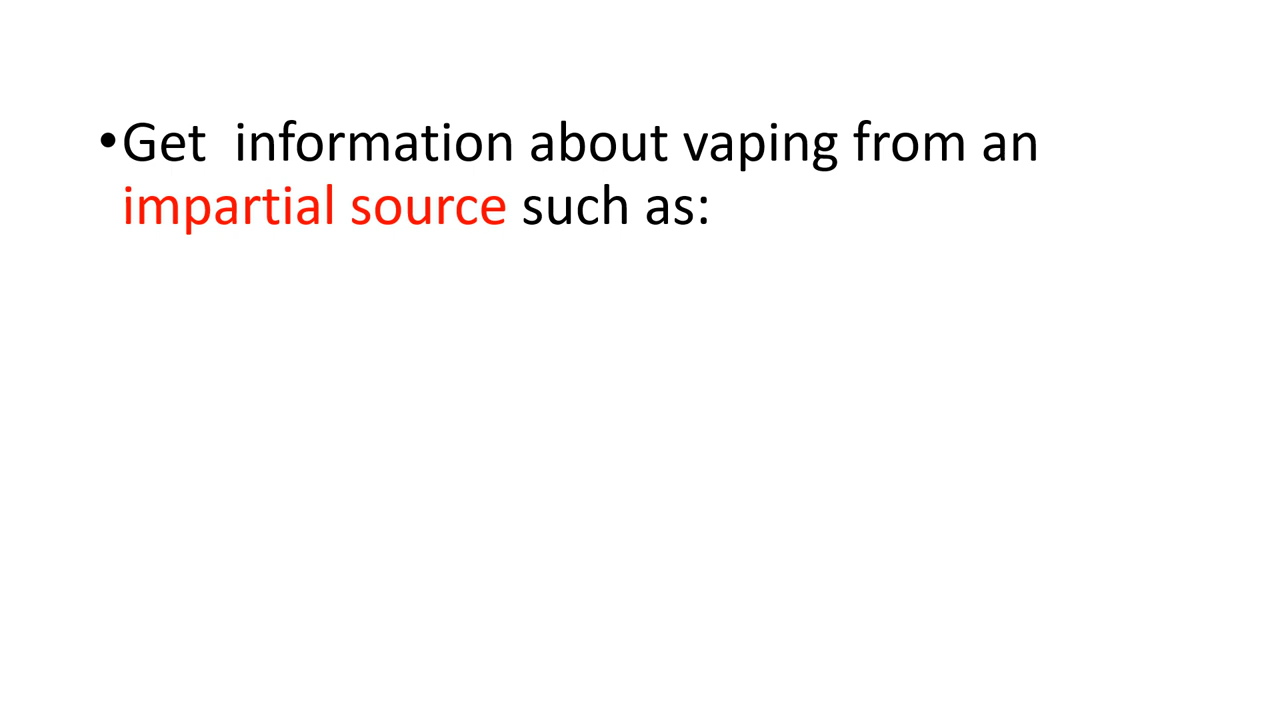 •Get  information about vaping from an
impartial source such as: